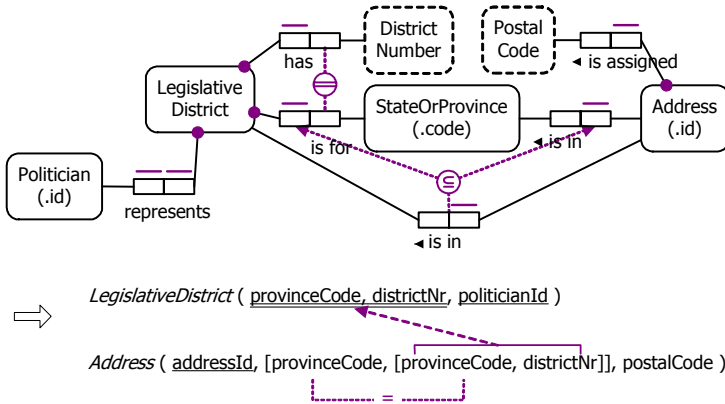 District
Number
Postal
Code
has
◄ is assigned
Legislative
District
StateOrProvince
(.code)
Address
(.id)
is for
◄ is in
⊆
Politician
(.id)
represents
◄ is in
LegislativeDistrict ( provinceCode, districtNr, politicianId )
Address ( addressId, [provinceCode, [provinceCode, districtNr]], postalCode )
=